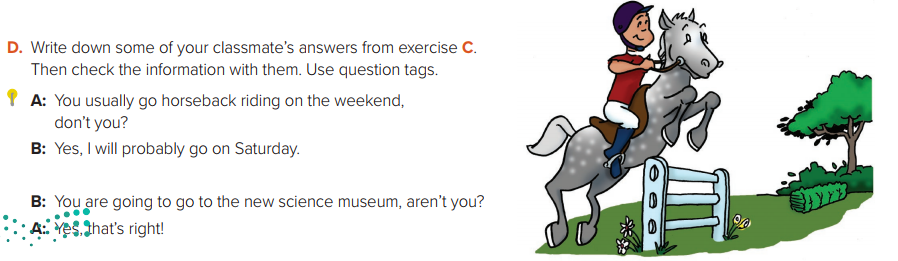 D. Write down some of your classmate's answers from exercise C.
Then check the information with them. Use question tags.
A: You usually go horseback riding on the weekend,
don't you?
B: Yes, I will probably go on Saturday.
B: You are going to go to the new science museum, aren't you?
A: Yes, that's right!